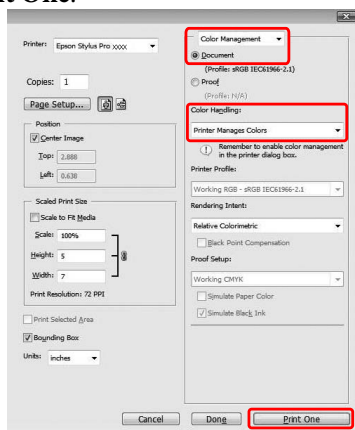 t One.
Printer: Epson Stylus Pro xxxx
Copies: 1
Page Setup...
Position
Center Image
Top: 2.888
Left: 0.638
Scaled Print Size
Scale to Fit Media
Scale: 100%
Height: 5
Width: 7
Print Resolution: 72 PPI
Print Selected Area
Bounding Box
Units: inches
Color Management
Document
(Profile: sRGB IEC61966-2.1)
Proof
(Profile: N/A)
Color Handling:
Printer Manages Colors
Remember to enable color management
in the printer dialog box.
Printer Profile:
Working RGB - sRGB IEC61966-2.1
Rendering Intent:
Relative Colorimetric
Black Point Compensation
Proof Setup:
Working CMYK
Simulate Paper Color
Simulate Black Ink
Cancel
Done
Print One